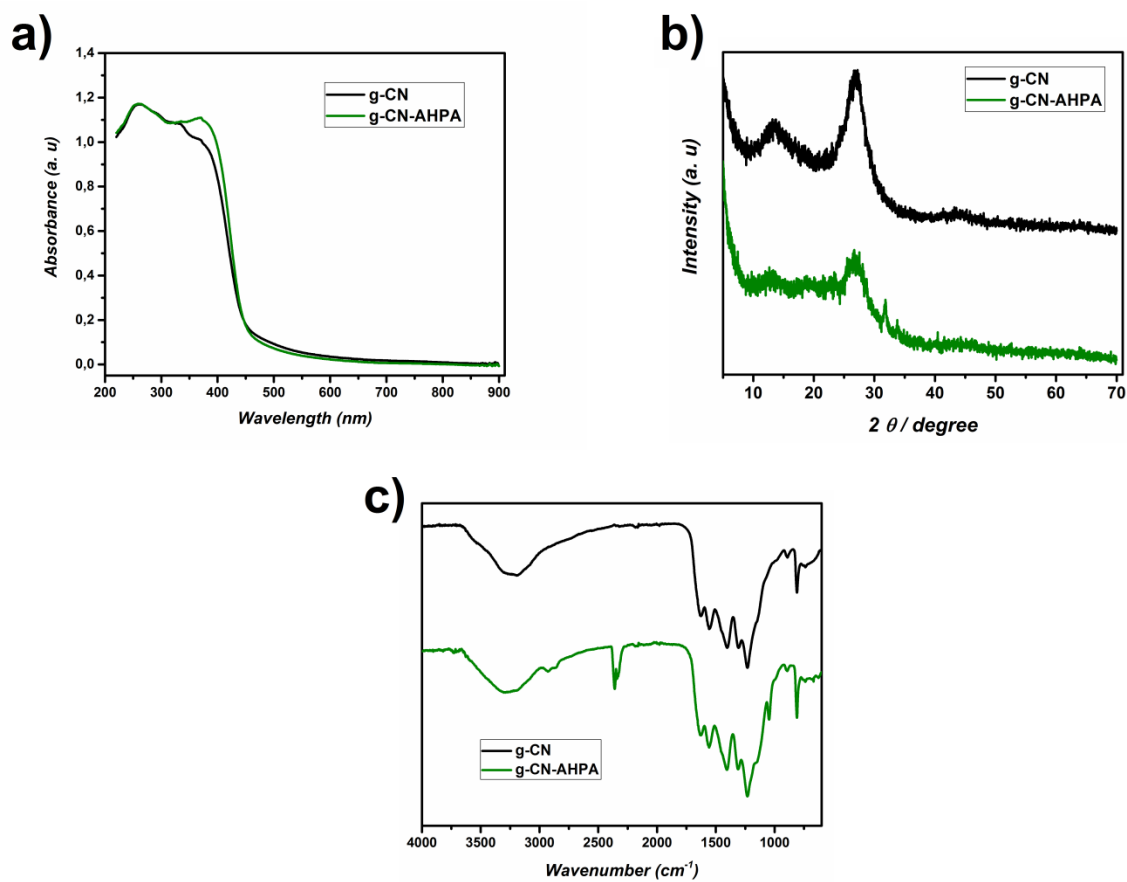 a)
1,4
1,2
1,0
0,8
0,6
0,4
0,2
0,0
Absorbance (a. u)
g-CN
g-CN-AHPA
200 300 400 500 600 700 800 900
Wavelength (nm)
b)
Intensity (a. u)
g-CN
g-CN-AHPA
10 20 30 40 50 60 70
2 θ / degree
c)
g-CN
g-CN-AHPA
4000 3500 3000 2500 2000 1500 1000
Wavenumber (cm⁻¹)